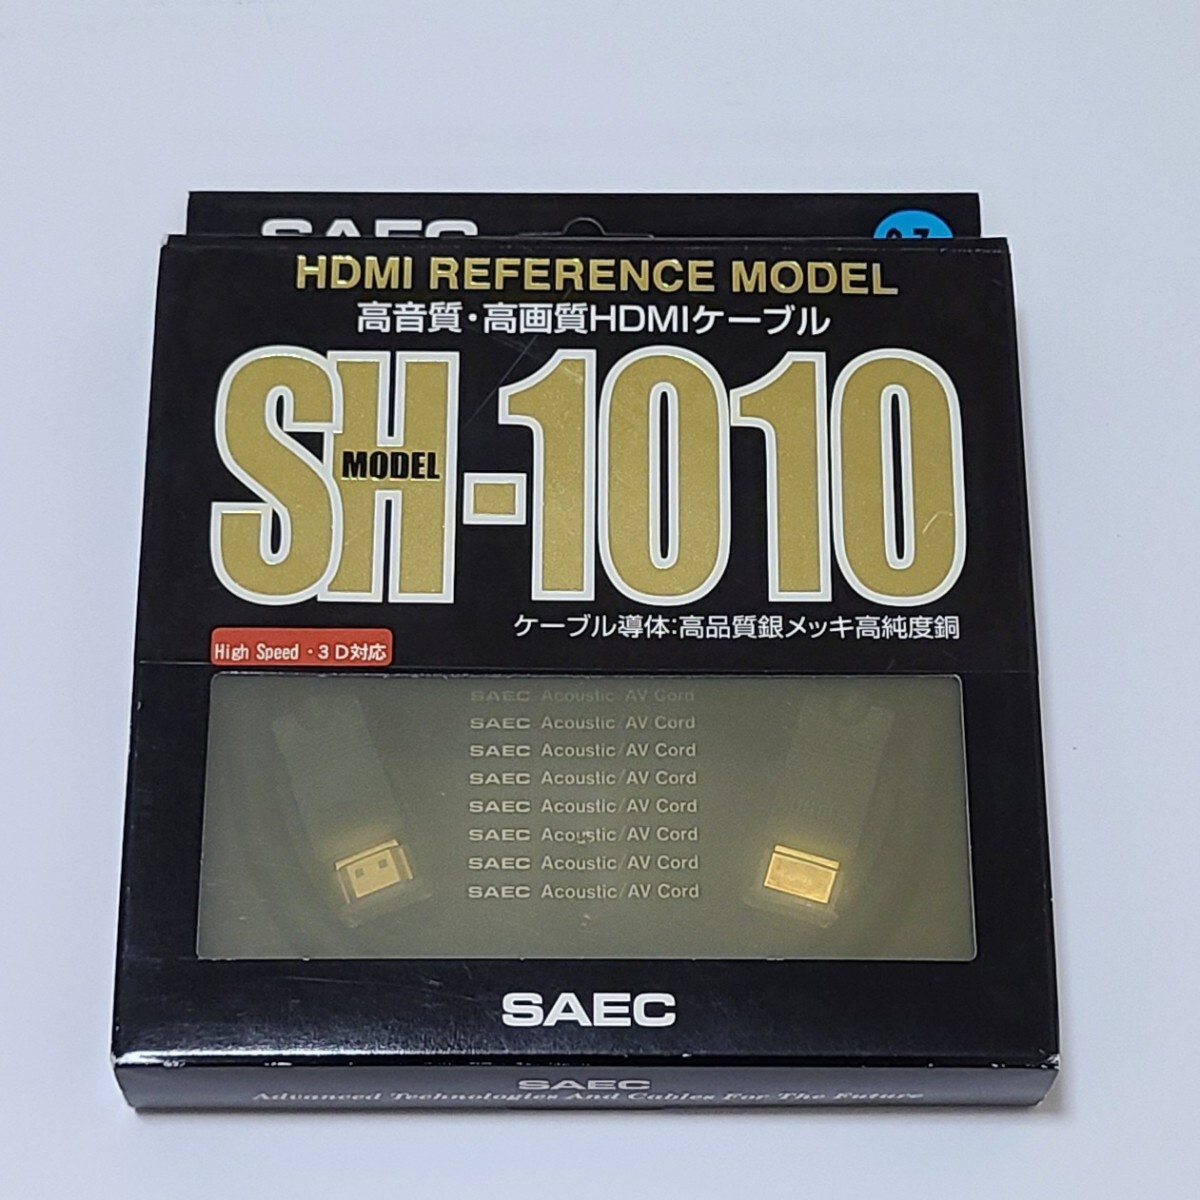 SAEC
HDMI REFERENCE MODEL
高音質・高画質HDMIケーブル
SH-1010
MODEL
ケーブル導体:高品質銀メッキ高純度銅
High Speed ・３Ｄ対応
SAEC Acoustic/AV Cord
SAEC Acoustic/AV Cord
SAEC Acoustic/AV Cord
SAEC Acoustic/AV Cord
SAEC Acoustic/AV Cord
SAEC Acoustic/AV Cord
SAEC Acoustic/AV Cord
SAEC Acoustic/AV Cord
SAEC
SAEC
Advanced Technologies And Cables For The Future